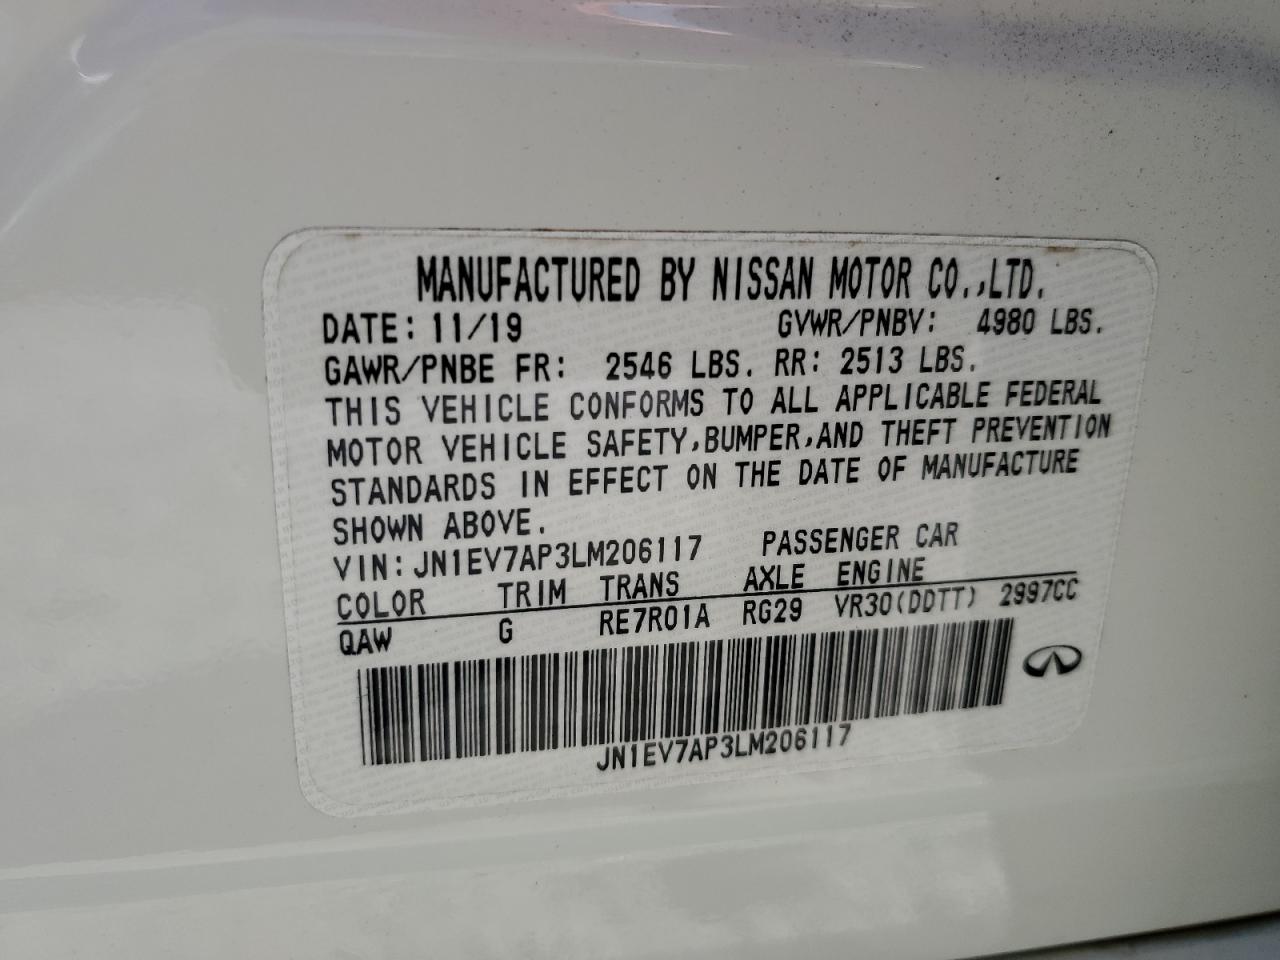 MANUFACTURED BY NISSAN MOTOR CO.,LTD.
DATE: 11/19 GVWR/PNBV: 4980 LBS.
GAWR/PNBE FR: 2546 LBS. RR: 2513 LBS.
THIS VEHICLE CONFORMS TO ALL APPLICABLE FEDERAL
MOTOR VEHICLE SAFETY,BUMPER,AND THEFT PREVENTION
STANDARDS IN EFFECT ON THE DATE OF MANUFACTURE
SHOWN ABOVE.
VIN: JN1EV7AP3LM206117 PASSENGER CAR
COLOR TRIM TRANS AXLE ENGINE
QAW G RE7R01A RG29 VR30(DDTT) 2997CC
JN1EV7AP3LM206117